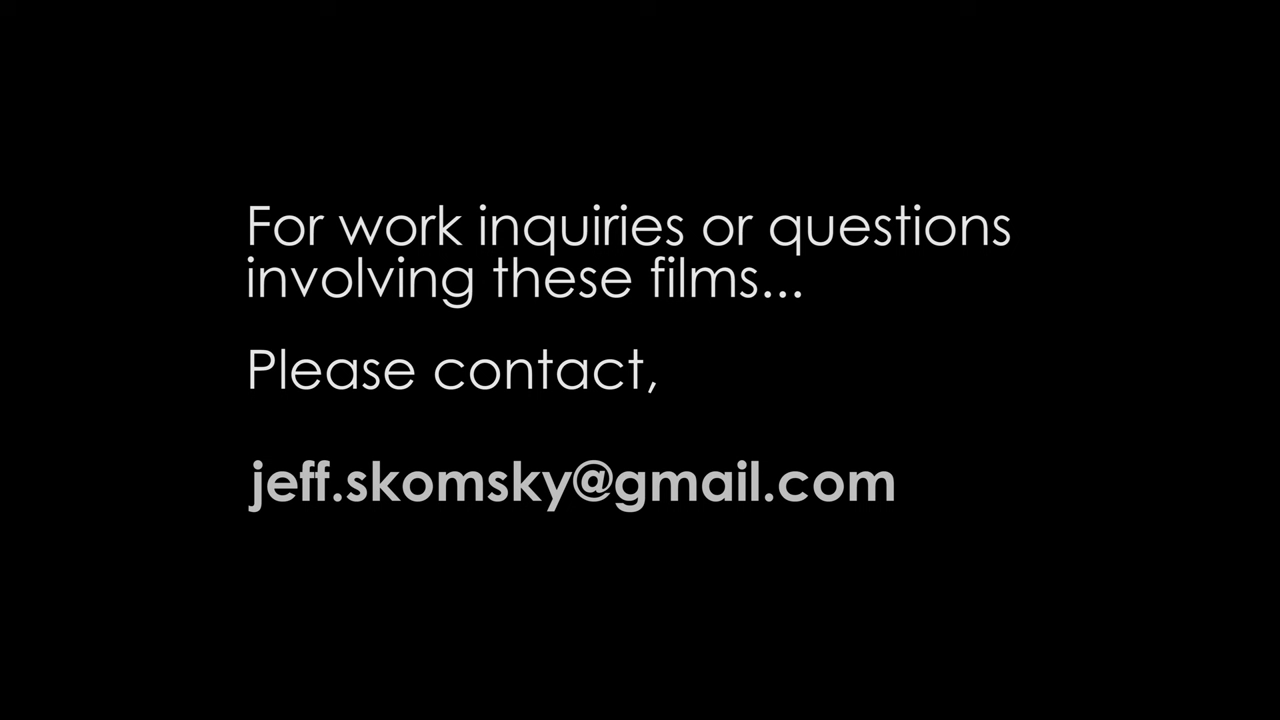 For work inquiries or questions
involving these films...
Please contact,
jeff.skomsky@gmail.com